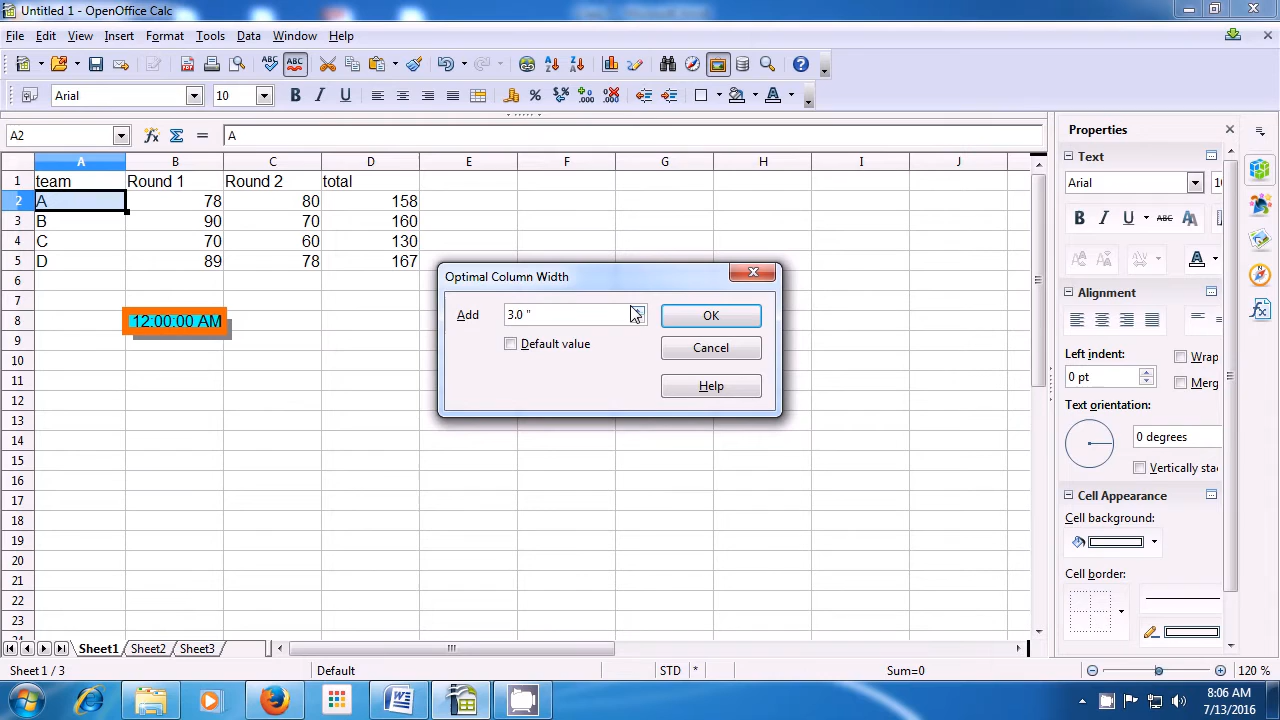 Untitled 1 - OpenOffice Calc
File Edit View Insert Format Tools Data Window Help
Arial 10
A2 A
A B C D E F G H I J
1 team Round 1 Round 2 total
2 A 78 80 158
3 B 90 70 160
4 C 70 60 130
5 D 89 78 167
6
7
8 12:00:00 AM
9
10
11
12
13
14
15
16
17
18
19
20
21
22
23
Optimal Column Width
Add 3.0 "
Default value
OK
Cancel
Help
Properties
Text
Arial
Alignment
Left indent:
0 pt
Wrap
Merg
Text orientation:
0 degrees
Vertically sta
Cell Appearance
Cell background:
Cell border:
Sheet1 Sheet2 Sheet3
Sheet 1 / 3 Default STD * Sum=0 120 %
8:06 AM
7/13/2016